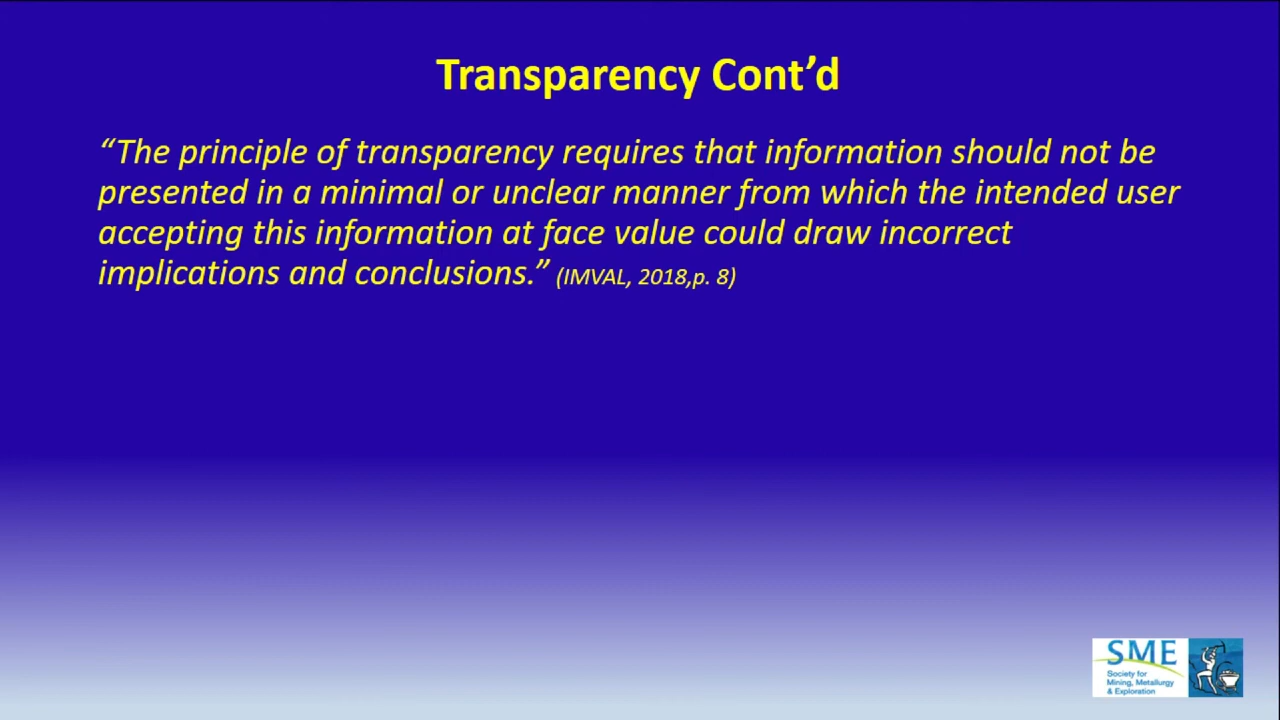 Transparency Cont’d
“The principle of transparency requires that information should not be
presented in a minimal or unclear manner from which the intended user
accepting this information at face value could draw incorrect
implications and conclusions.” (IMVAL, 2018,p. 8)
SME
Society for
Mining, Metallurgy
& Exploration